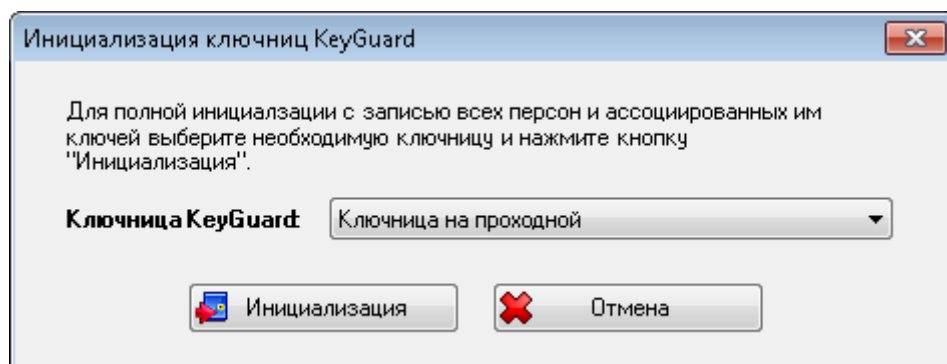 Инициализация ключниц KeyGuard
Для полной инициалзации с записью всех персон и ассоциированных им
ключей выберите необходимую ключницу и нажмите кнопку
"Инициализация".
Ключница KeyGuard: Ключница на проходной
Инициализация Отмена